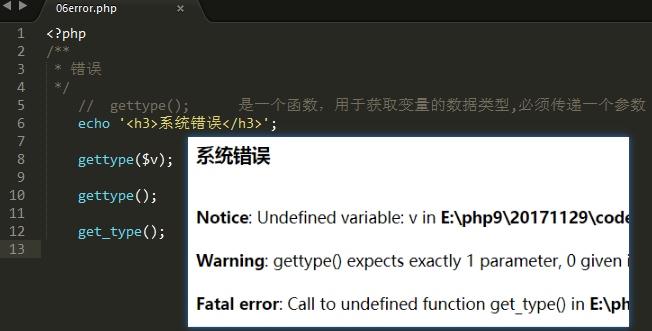 06error.php
1 <?php
2 /**
3 * 错误
4 */
5 // gettype(); 是一个函数，用于获取变量的数据类型,必须传递一个参数
6 echo '<h3>系统错误</h3>';
7
8 gettype($v);
9
10 gettype();
11
12 get_type();
13
系统错误
Notice: Undefined variable: v in E:\php9\20171129\code
Warning: gettype() expects exactly 1 parameter, 0 given i
Fatal error: Call to undefined function get_type() in E:\ph